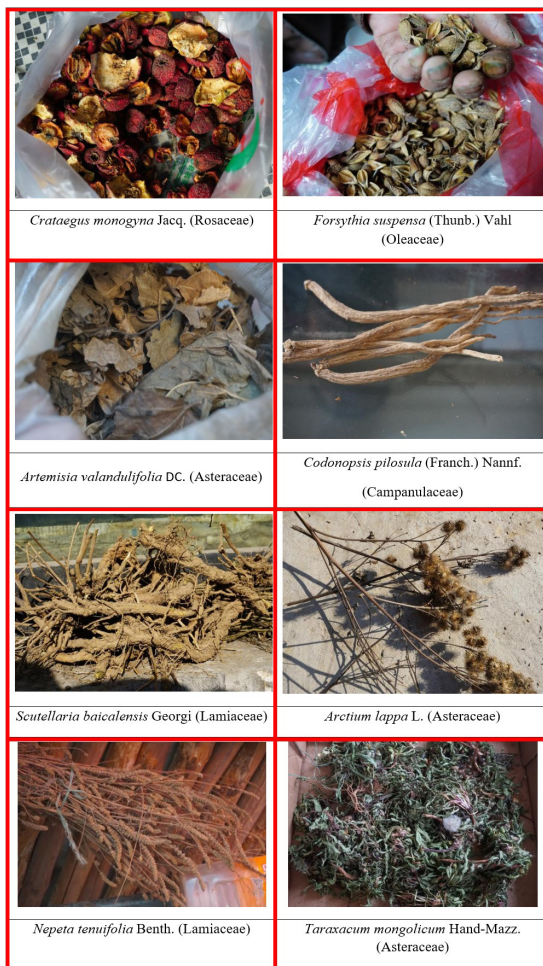 Crataegus monogyna Jacq. (Rosaceae)
Forsythia suspensa (Thunb.) Vahl
(Oleaceae)
Artemisia valandulifolia DC. (Asteraceae)
Codonopsis pilosula (Franch.) Nannf.
(Campanulaceae)
Scutellaria baicalensis Georgi (Lamiaceae)
Arctium lappa L. (Asteraceae)
Nepeta tenuifolia Benth. (Lamiaceae)
Taraxacum mongolicum Hand-Mazz.
(Asteraceae)